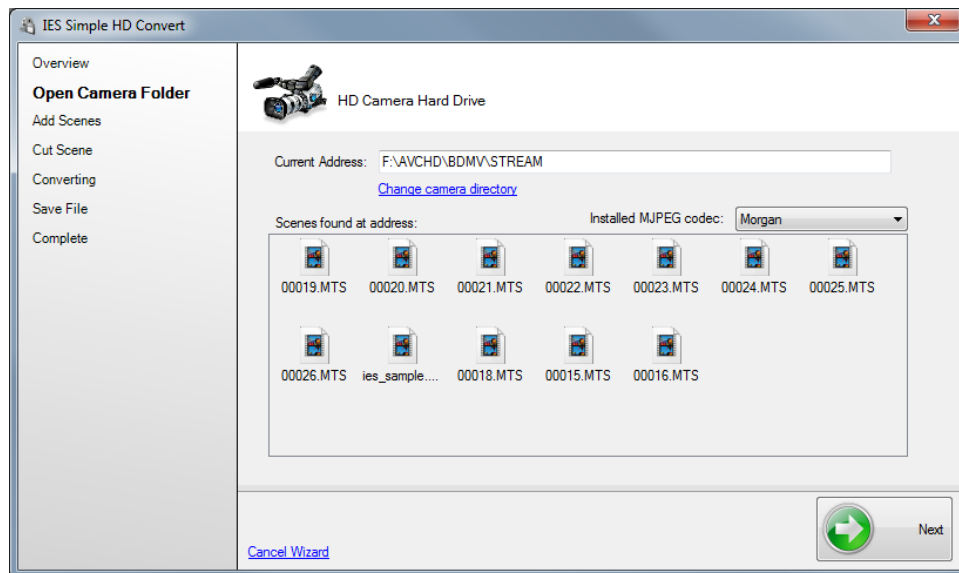 IES Simple HD Convert
Overview
Open Camera Folder
Add Scenes
Cut Scene
Converting
Save File
Complete
HD Camera Hard Drive
Current Address: F:\AVCHD\BDMV\STREAM
Change camera directory
Scenes found at address: Installed MJPEG codec: Morgan
00019.MTS 00020.MTS 00021.MTS 00022.MTS 00023.MTS 00024.MTS 00025.MTS
00026.MTS ies_sample.... 00018.MTS 00015.MTS 00016.MTS
Cancel Wizard
Next